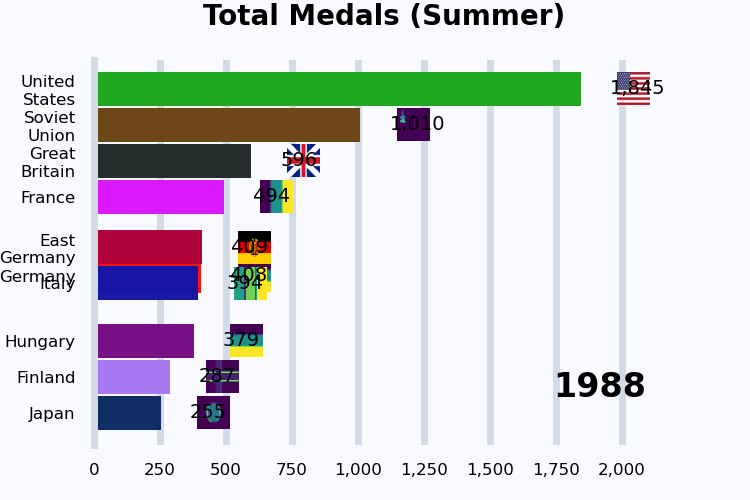 Total Medals (Summer)
United
States
1,845
Soviet
Union
1,010
Great
Britain
596
France
494
East
Germany
409
Germany
408
Italy
394
Hungary
379
Finland
287
Japan
255
1988
0 250 500 750 1,000 1,250 1,500 1,750 2,000